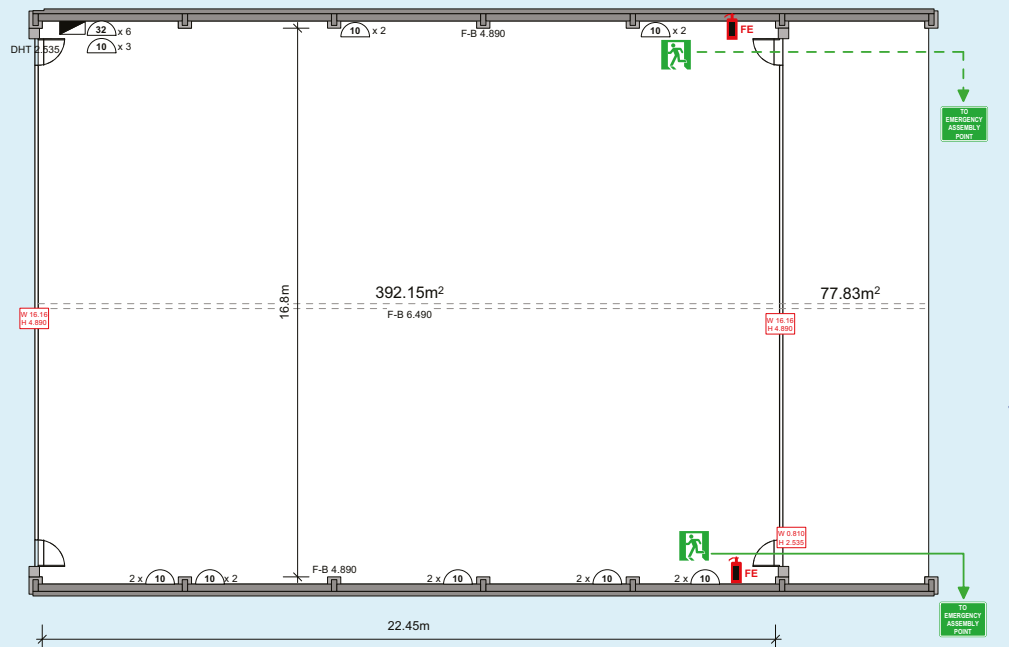 32 x 6
10 x 2
F-B 4.890
10 x 2
FE
DHT 2.535
10 x 3
TO
EMERGENCY
ASSEMBLY
POINT
16.8m
392.15m²
77.83m²
F-B 6.490
W 16.16
H 4.890
W 16.16
H 4.890
W 0.810
H 2.535
F-B 4.890
FE
2 x 10
10 x 2
2 x 10
2 x 10
2 x 10
TO
EMERGENCY
ASSEMBLY
POINT
22.45m